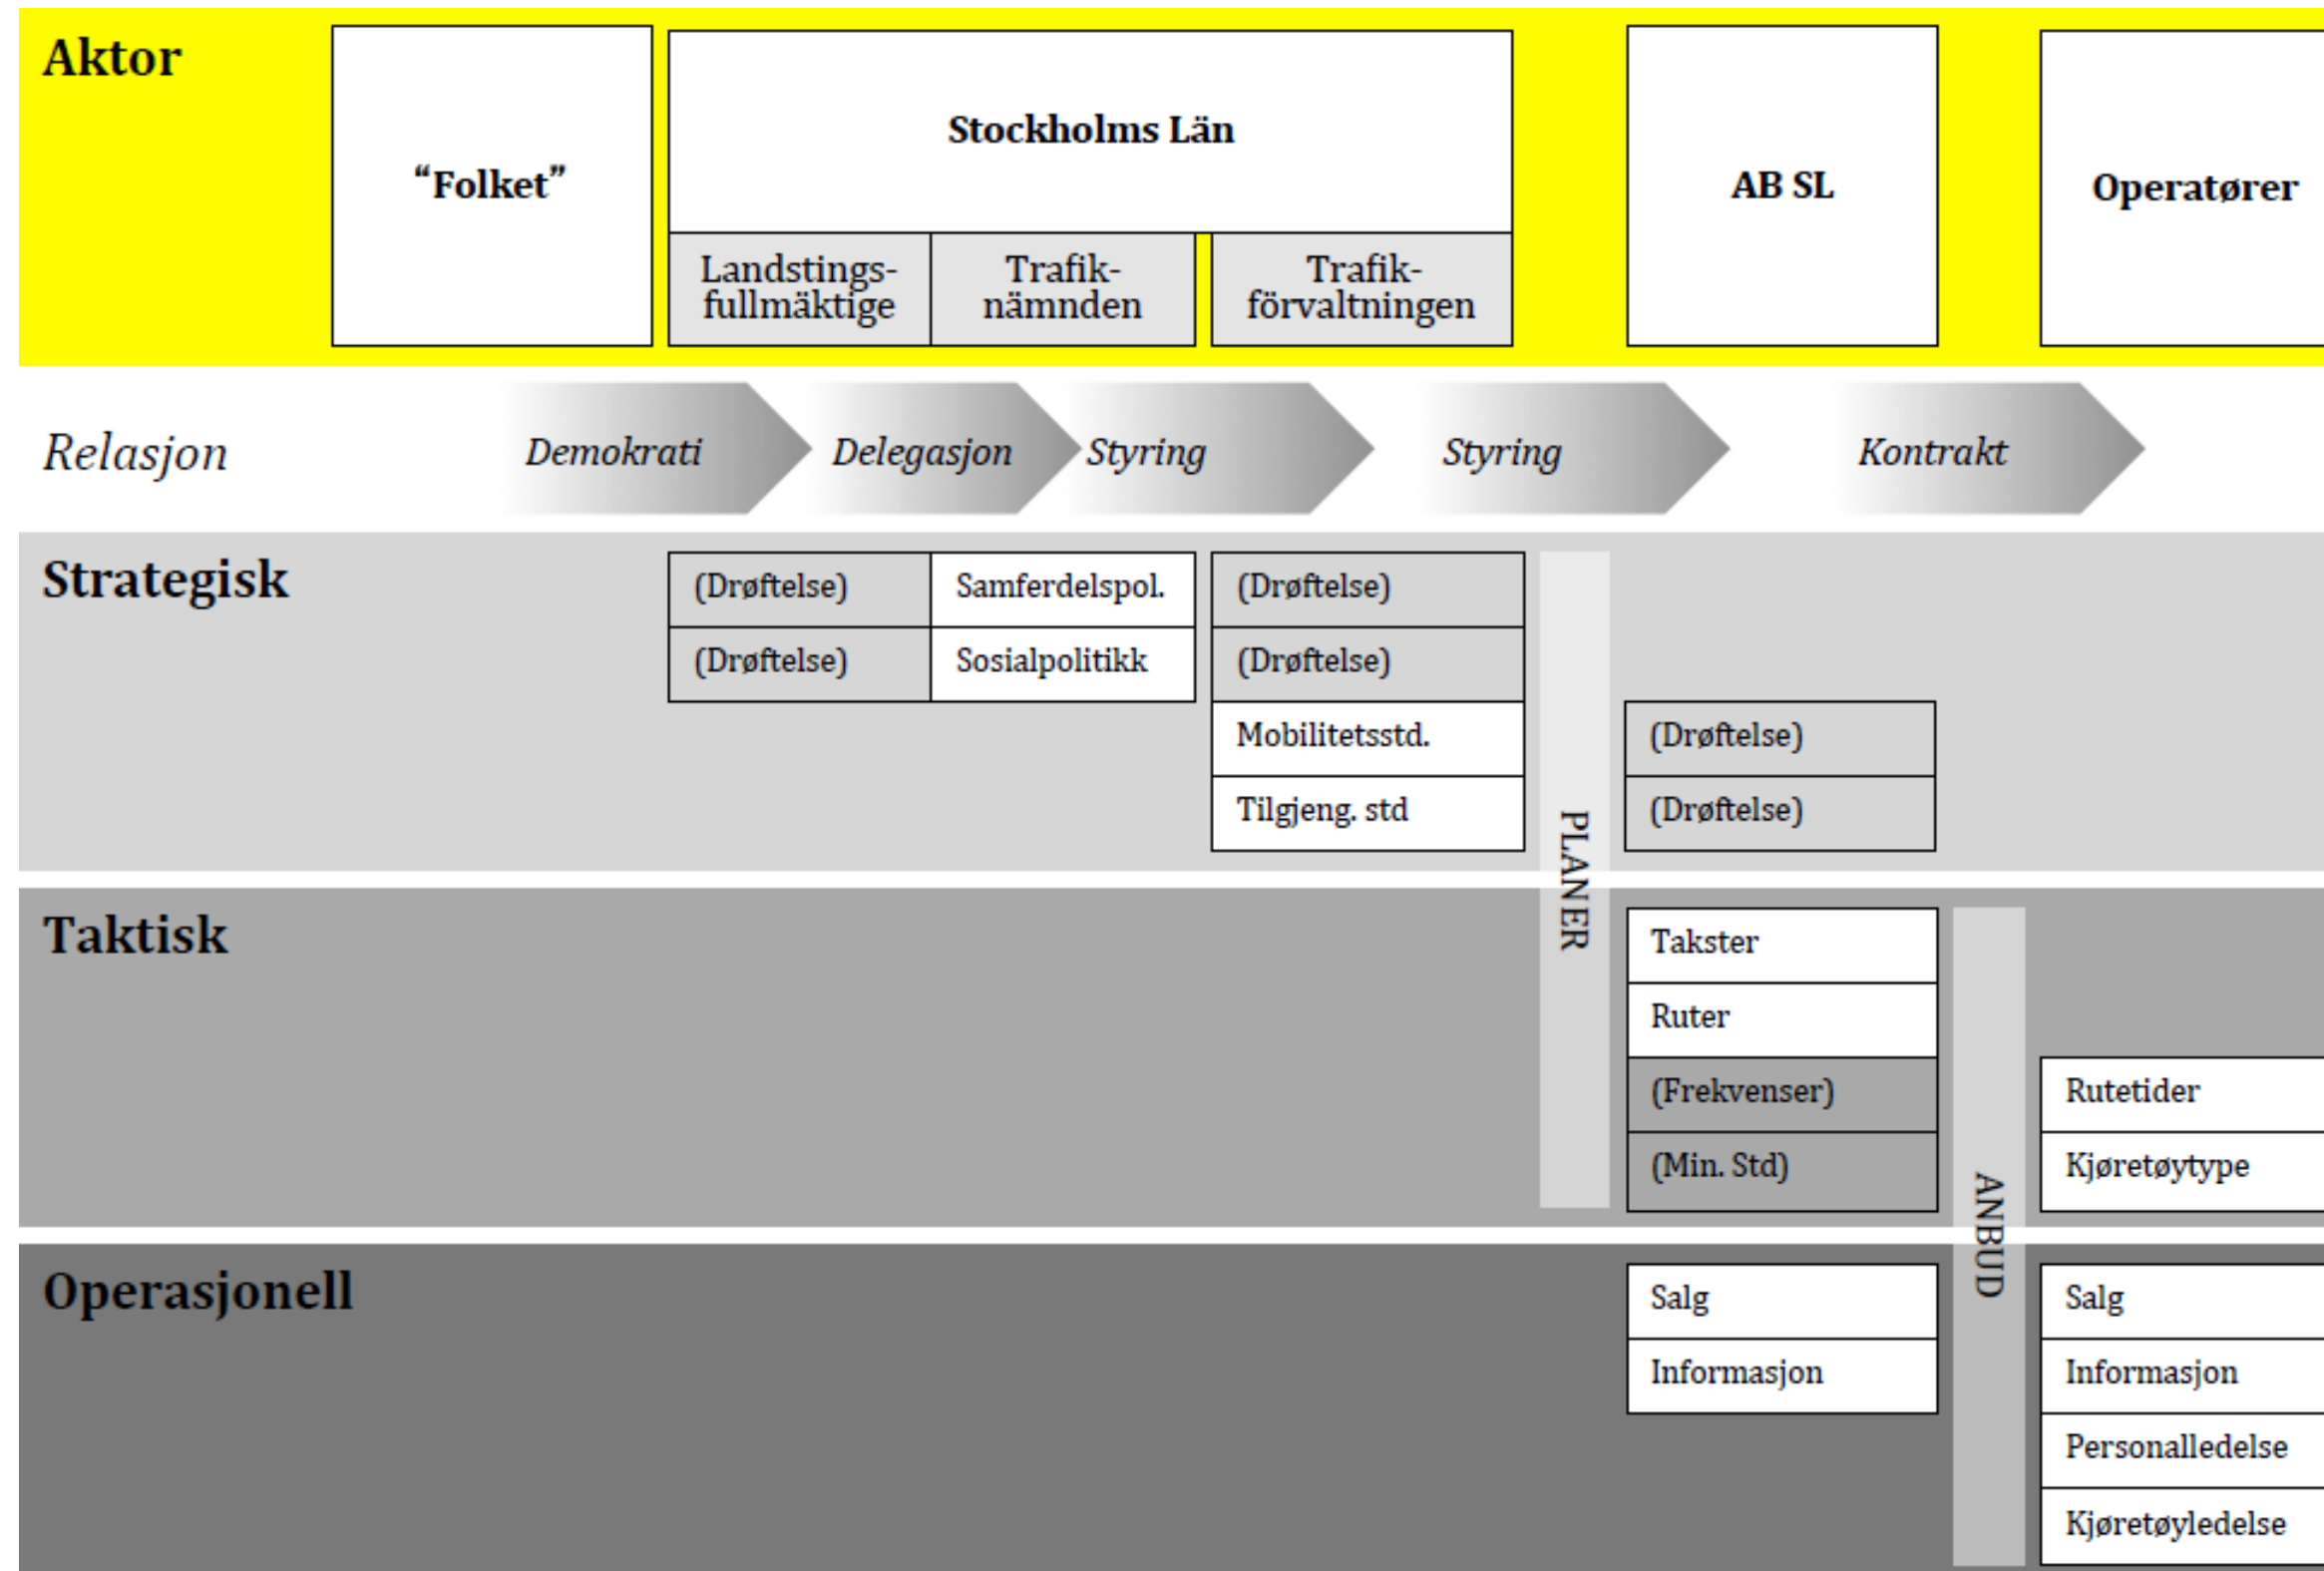 Aktor
“Folket”
Stockholms Län
Landstings-
fullmäktige
Trafik-
nämnden
Trafik-
förvaltningen
AB SL
Operatører
Relasjon
Demokrati
Delegasjon
Styring
Styring
Kontrakt
Strategisk
(Drøftelse)
Samferdelspol.
(Drøftelse)
(Drøftelse)
Sosialpolitikk
(Drøftelse)
Mobilitetsstd.
(Drøftelse)
Tilgjeng. std
(Drøftelse)
PLANER
Taktisk
Takster
Ruter
(Frekvenser)
Rutetider
(Min. Std)
Kjøretøytype
ANBUD
Operasjonell
Salg
Salg
Informasjon
Informasjon
Personalledelse
Kjøretøyledelse